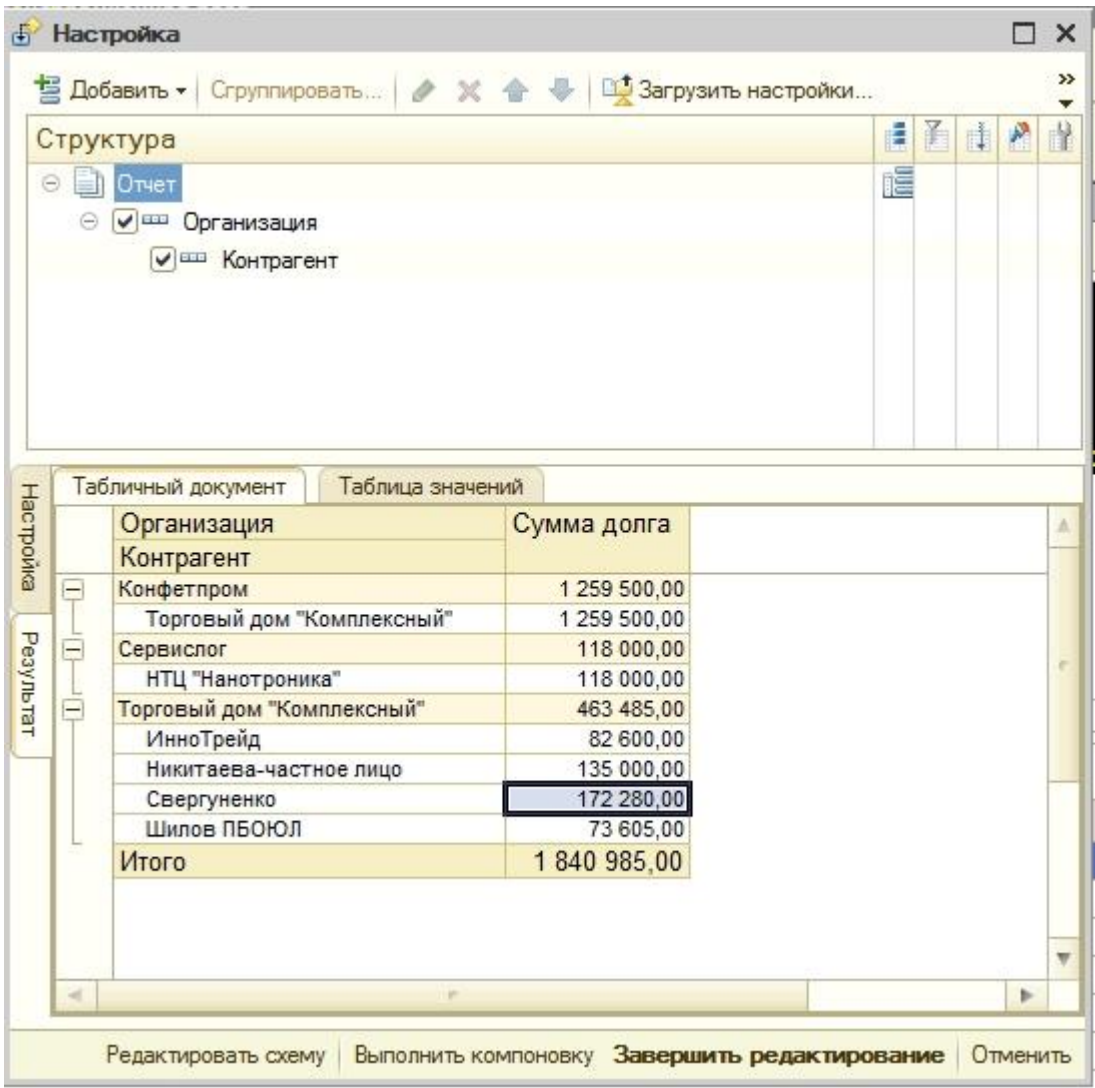 Настройка
Добавить Сгруппировать... Загрузить настройки...
Структура
Отчет
Организация
Контрагент
Настройка
Результат
Табличный документ Таблица значений
Организация Сумма долга
Контрагент
Конфетпром 1 259 500,00
Торговый дом "Комплексный" 1 259 500,00
Сервислог 118 000,00
НТЦ "Нанотроника" 118 000,00
Торговый дом "Комплексный" 463 485,00
ИнноТрейд 82 600,00
Никитаева-частное лицо 135 000,00
Свергуненко 172 280,00
Шилов ПБОЮЛ 73 605,00
Итого 1 840 985,00
Редактировать схему Выполнить компоновку Завершить редактирование Отменить